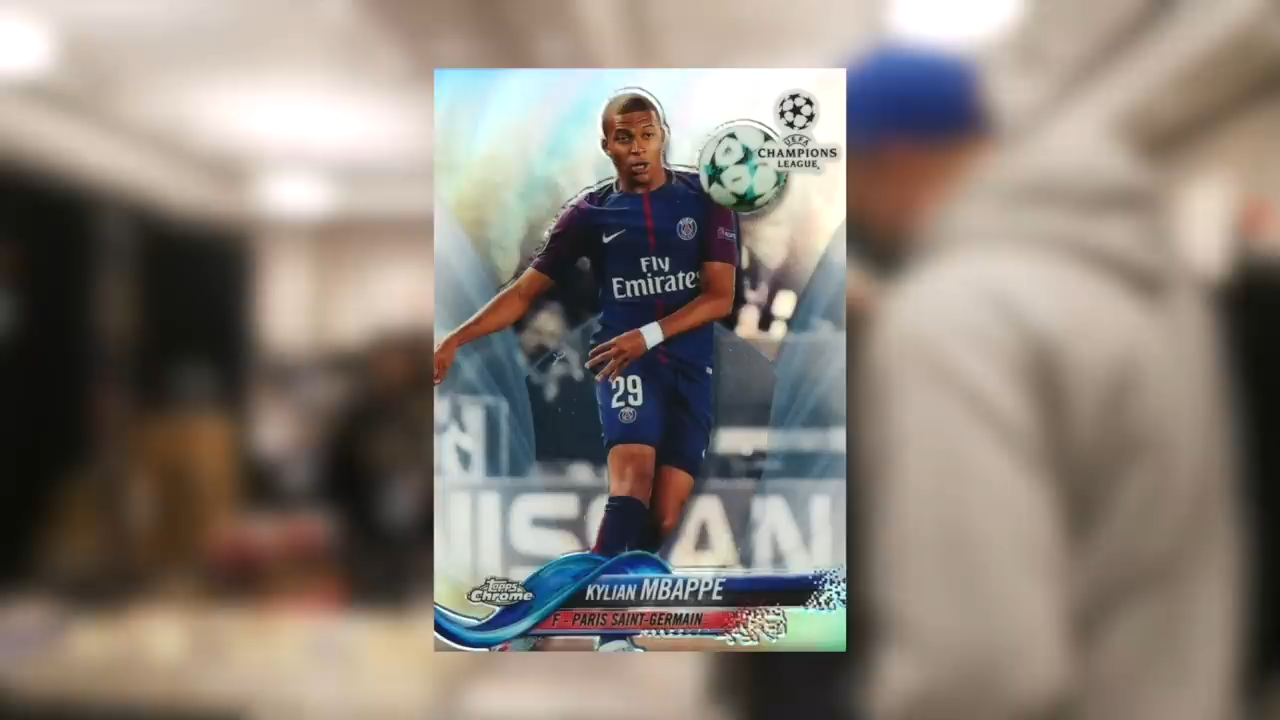 UEFA
CHAMPIONS
LEAGUE
Fly
Emirates
29
NISSAN
Topps
Chrome
KYLIAN MBAPPE
F - PARIS SAINT-GERMAIN